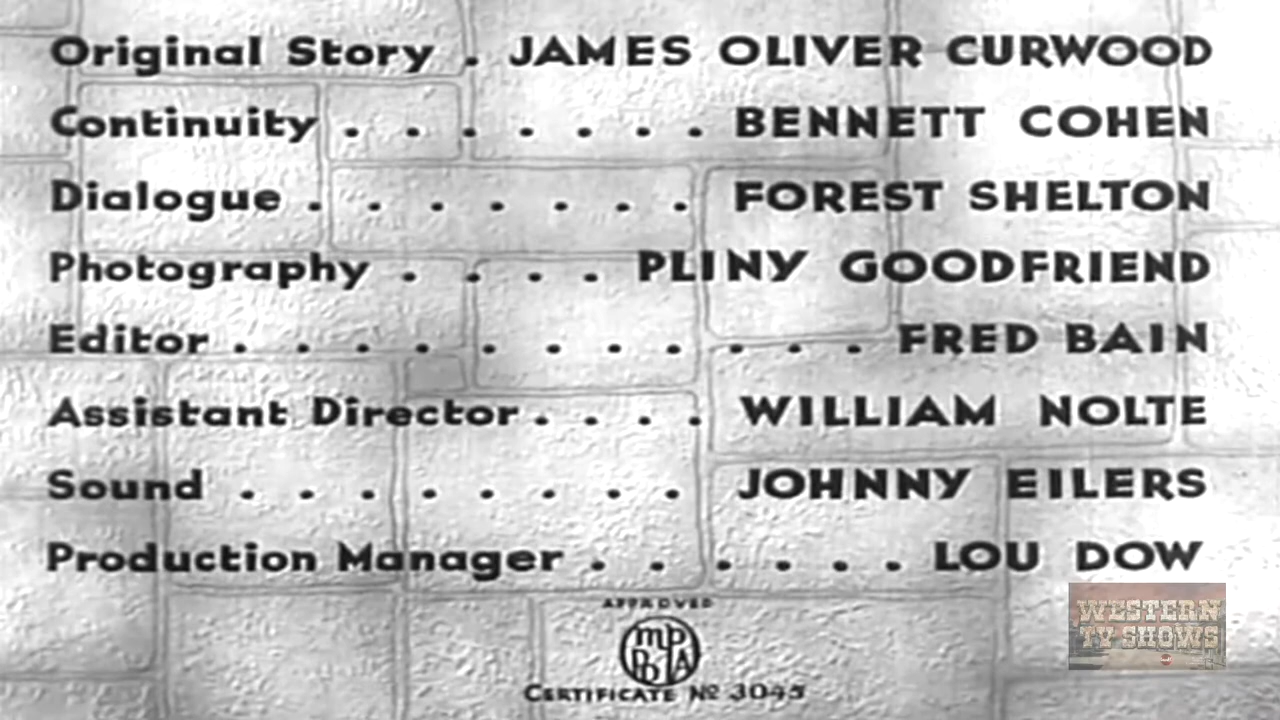 Original Story . JAMES OLIVER CURWOOD
Continuity . . . . . . . BENNETT COHEN
Dialogue . . . . . . . FOREST SHELTON
Photography . . . . PLINY GOODFRIEND
Editor . . . . . . . . . . . FRED BAIN
Assistant Director . . . . WILLIAM NOLTE
Sound . . . . . . . . JOHNNY EILERS
Production Manager . . . . . . LOU DOW
APPROVED
MPPDA
CERTIFICATE Nº 3045
WESTERN
TV SHOWS